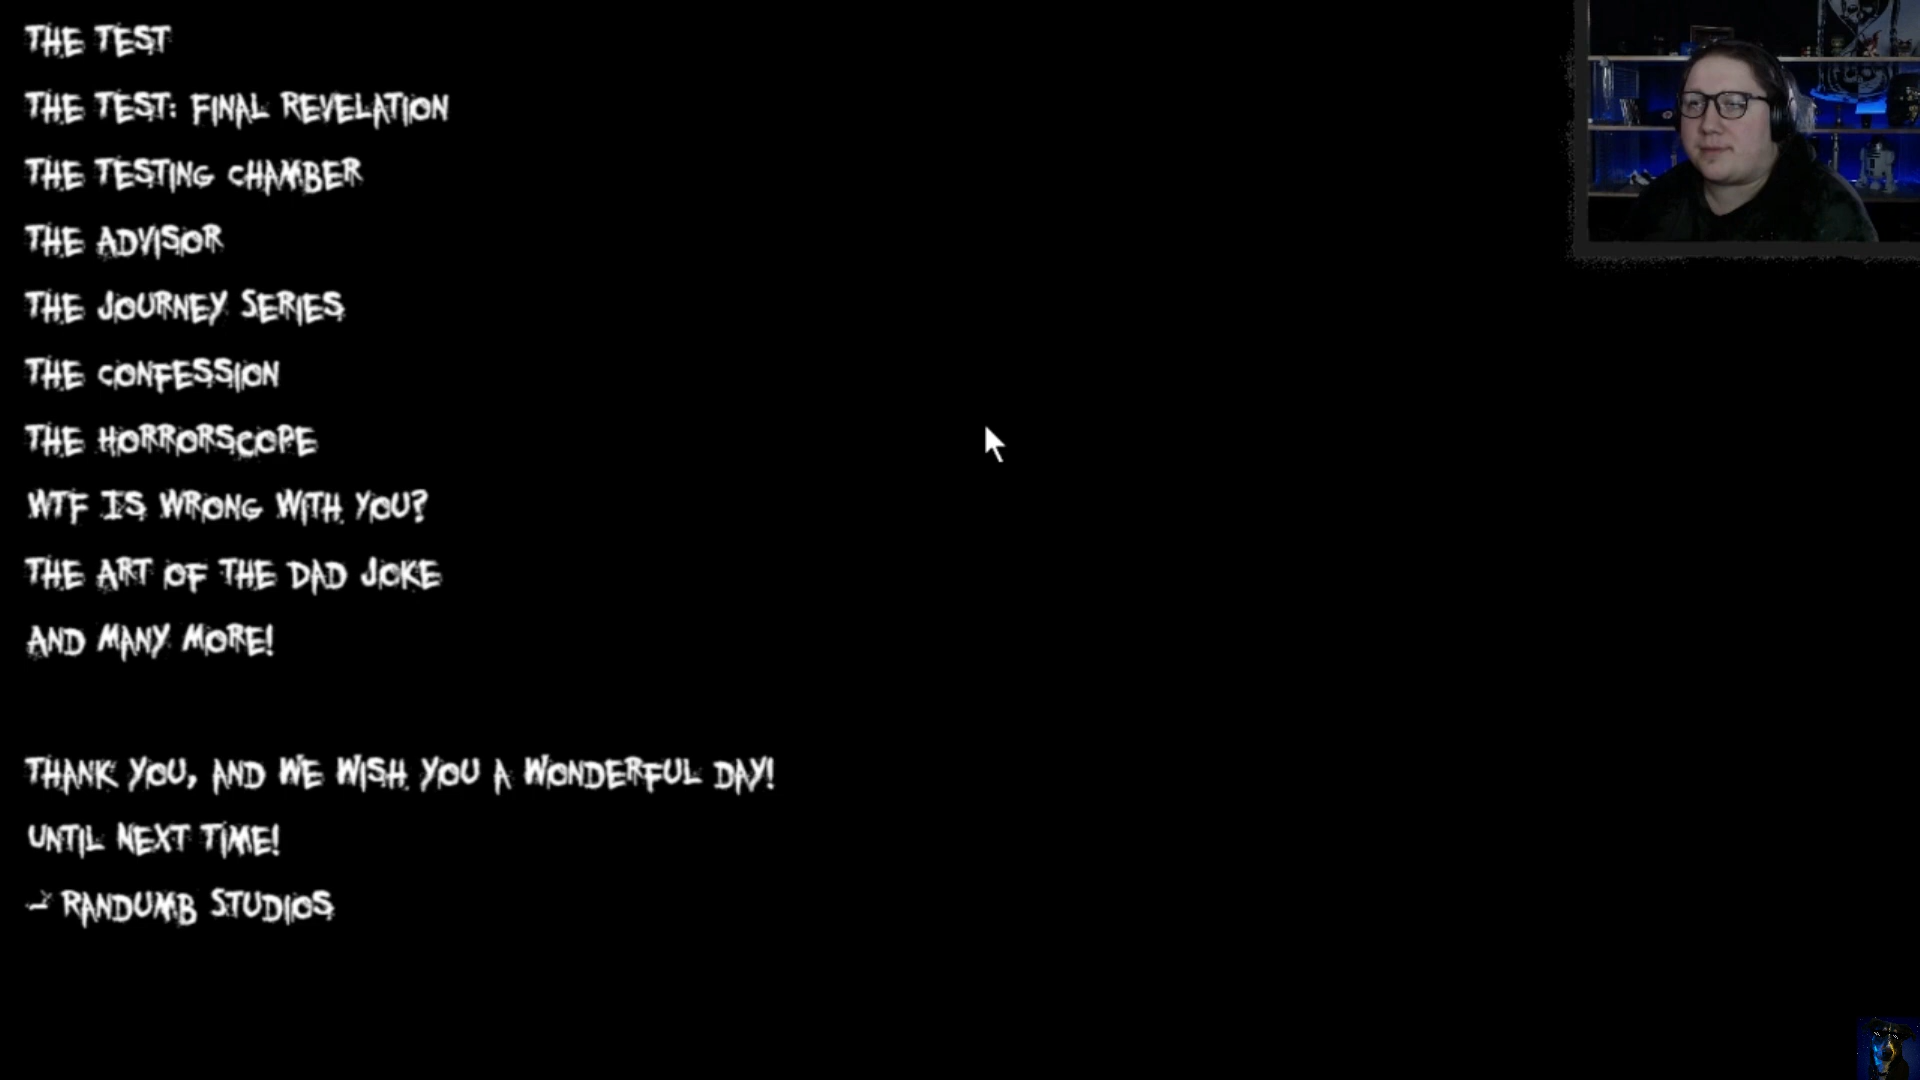 THE TEST
THE TEST: FINAL REVELATION
THE TESTING CHAMBER
THE ADVISOR
THE JOURNEY SERIES
THE CONFESSION
THE HORRORSCOPE
WTF IS WRONG WITH YOU?
THE ART OF THE DAD JOKE
AND MANY MORE!
THANK YOU, AND WE WISH YOU A WONDERFUL DAY!
UNTIL NEXT TIME!
- RANDUMB STUDIOS